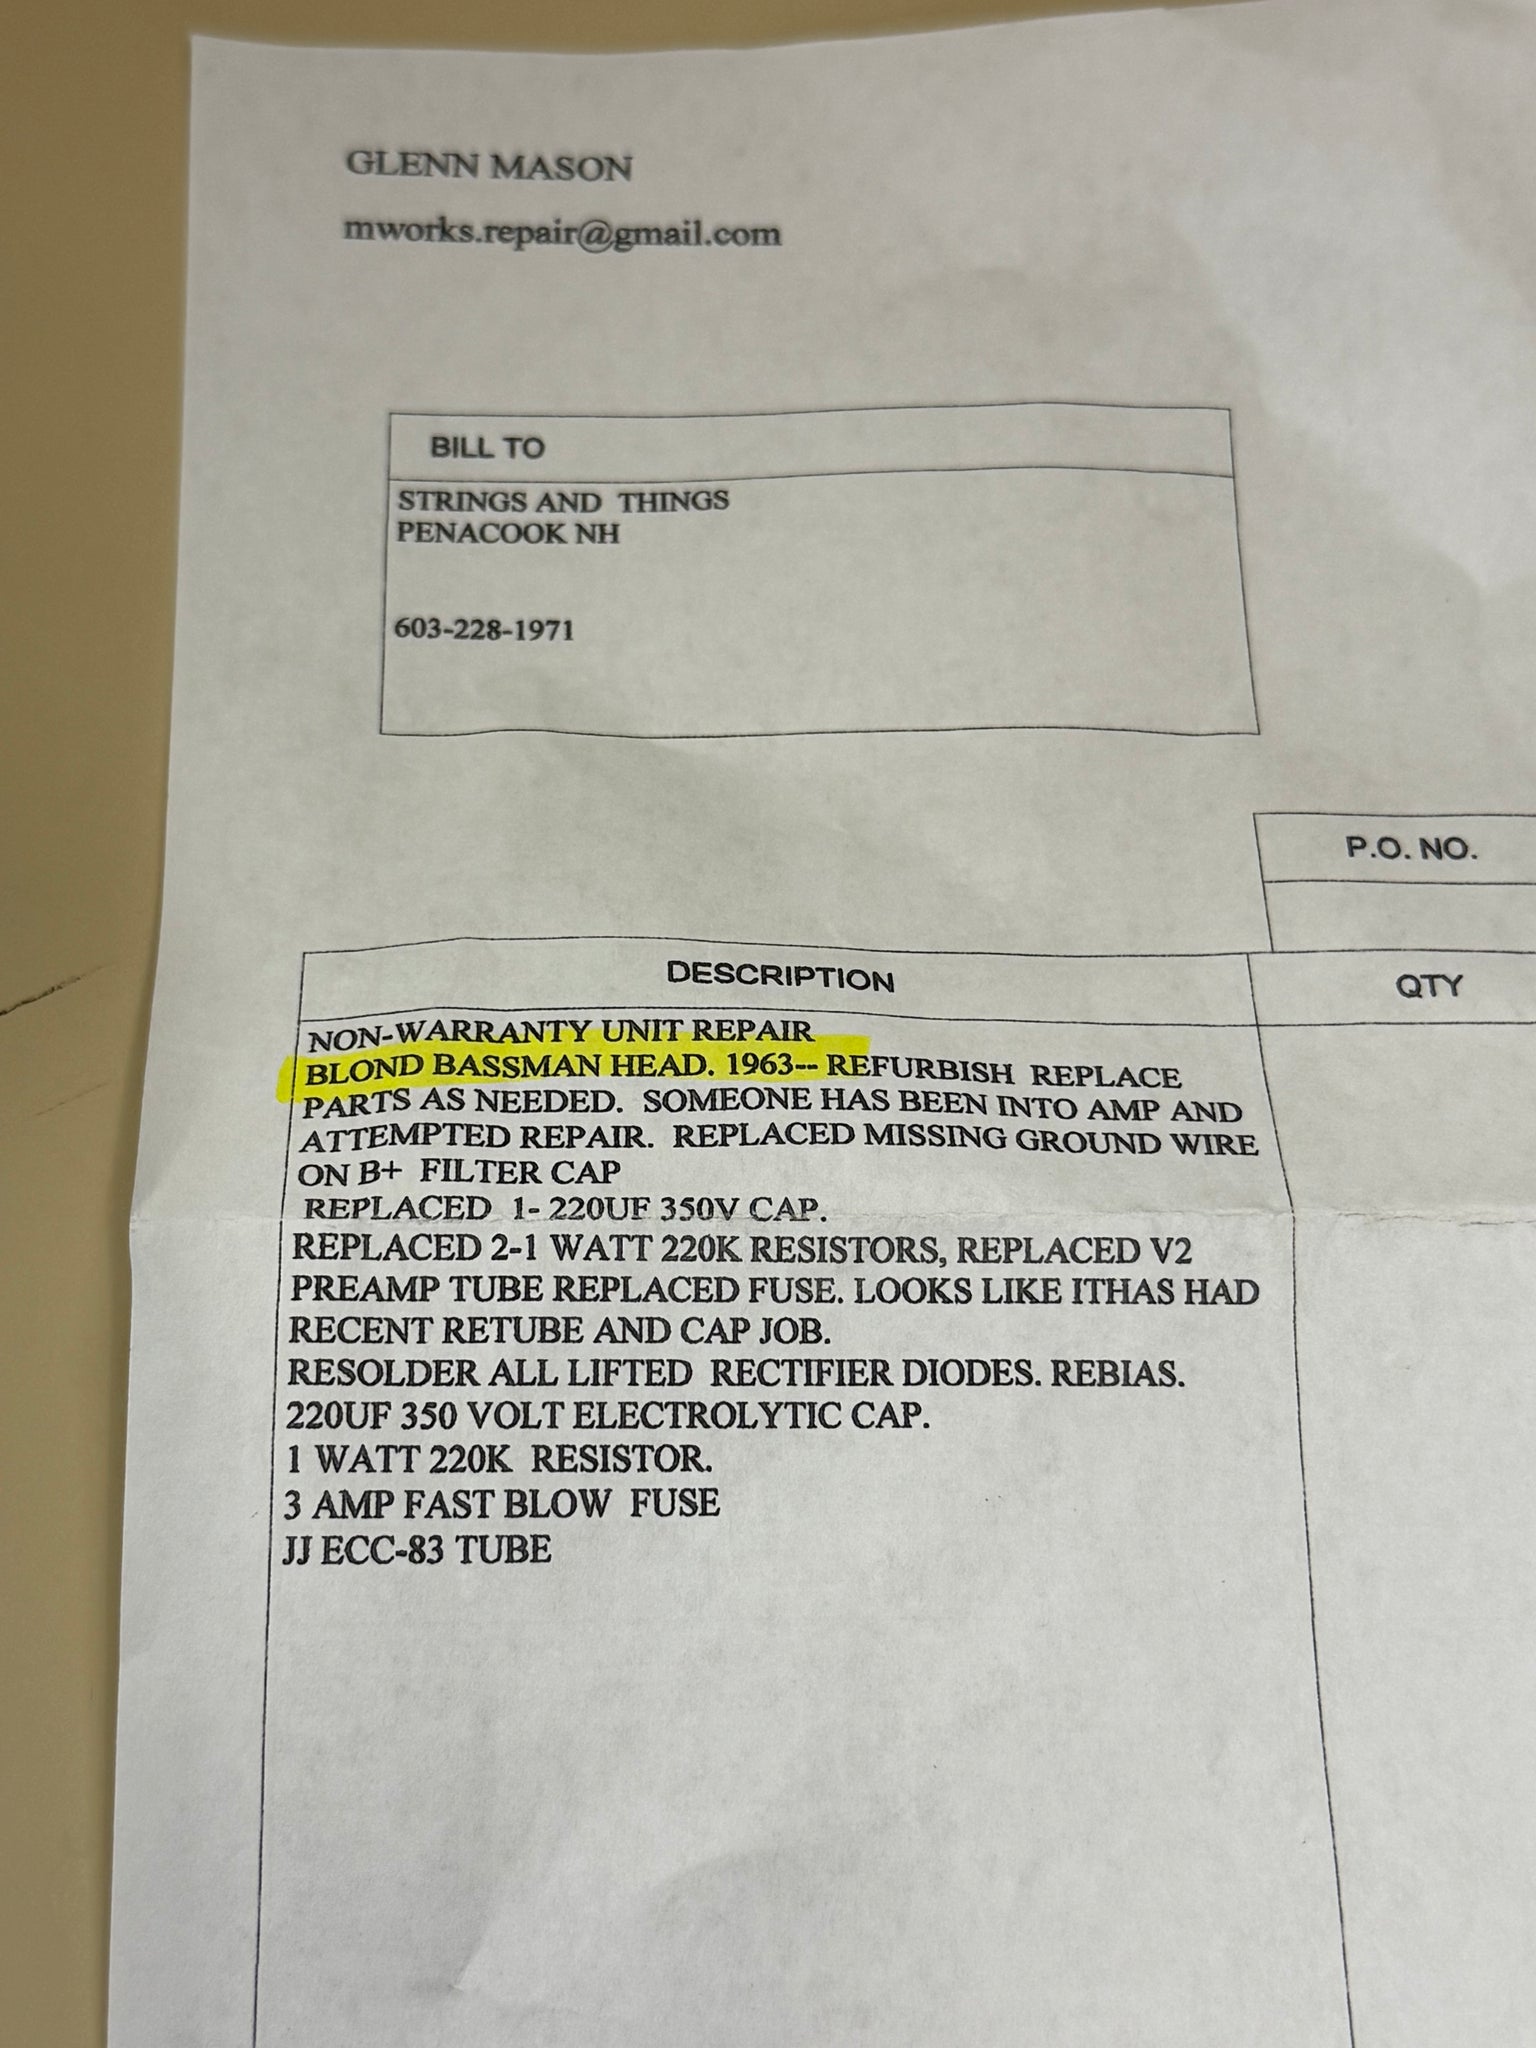 GLENN MASON
mworks.repair@gmail.com
BILL TO
STRINGS AND THINGS
PENACOOK NH
603-228-1971
P.O. NO.
DESCRIPTION
QTY
NON-WARRANTY UNIT REPAIR
BLOND BASSMAN HEAD. 1963-- REFURBISH REPLACE
PARTS AS NEEDED. SOMEONE HAS BEEN INTO AMP AND
ATTEMPTED REPAIR. REPLACED MISSING GROUND WIRE
ON B+ FILTER CAP
REPLACED 1- 220UF 350V CAP.
REPLACED 2-1 WATT 220K RESISTORS, REPLACED V2
PREAMP TUBE REPLACED FUSE. LOOKS LIKE ITHAS HAD
RECENT RETUBE AND CAP JOB.
RESOLDER ALL LIFTED RECTIFIER DIODES. REBIAS.
220UF 350 VOLT ELECTROLYTIC CAP.
1 WATT 220K RESISTOR.
3 AMP FAST BLOW FUSE
JJ ECC-83 TUBE